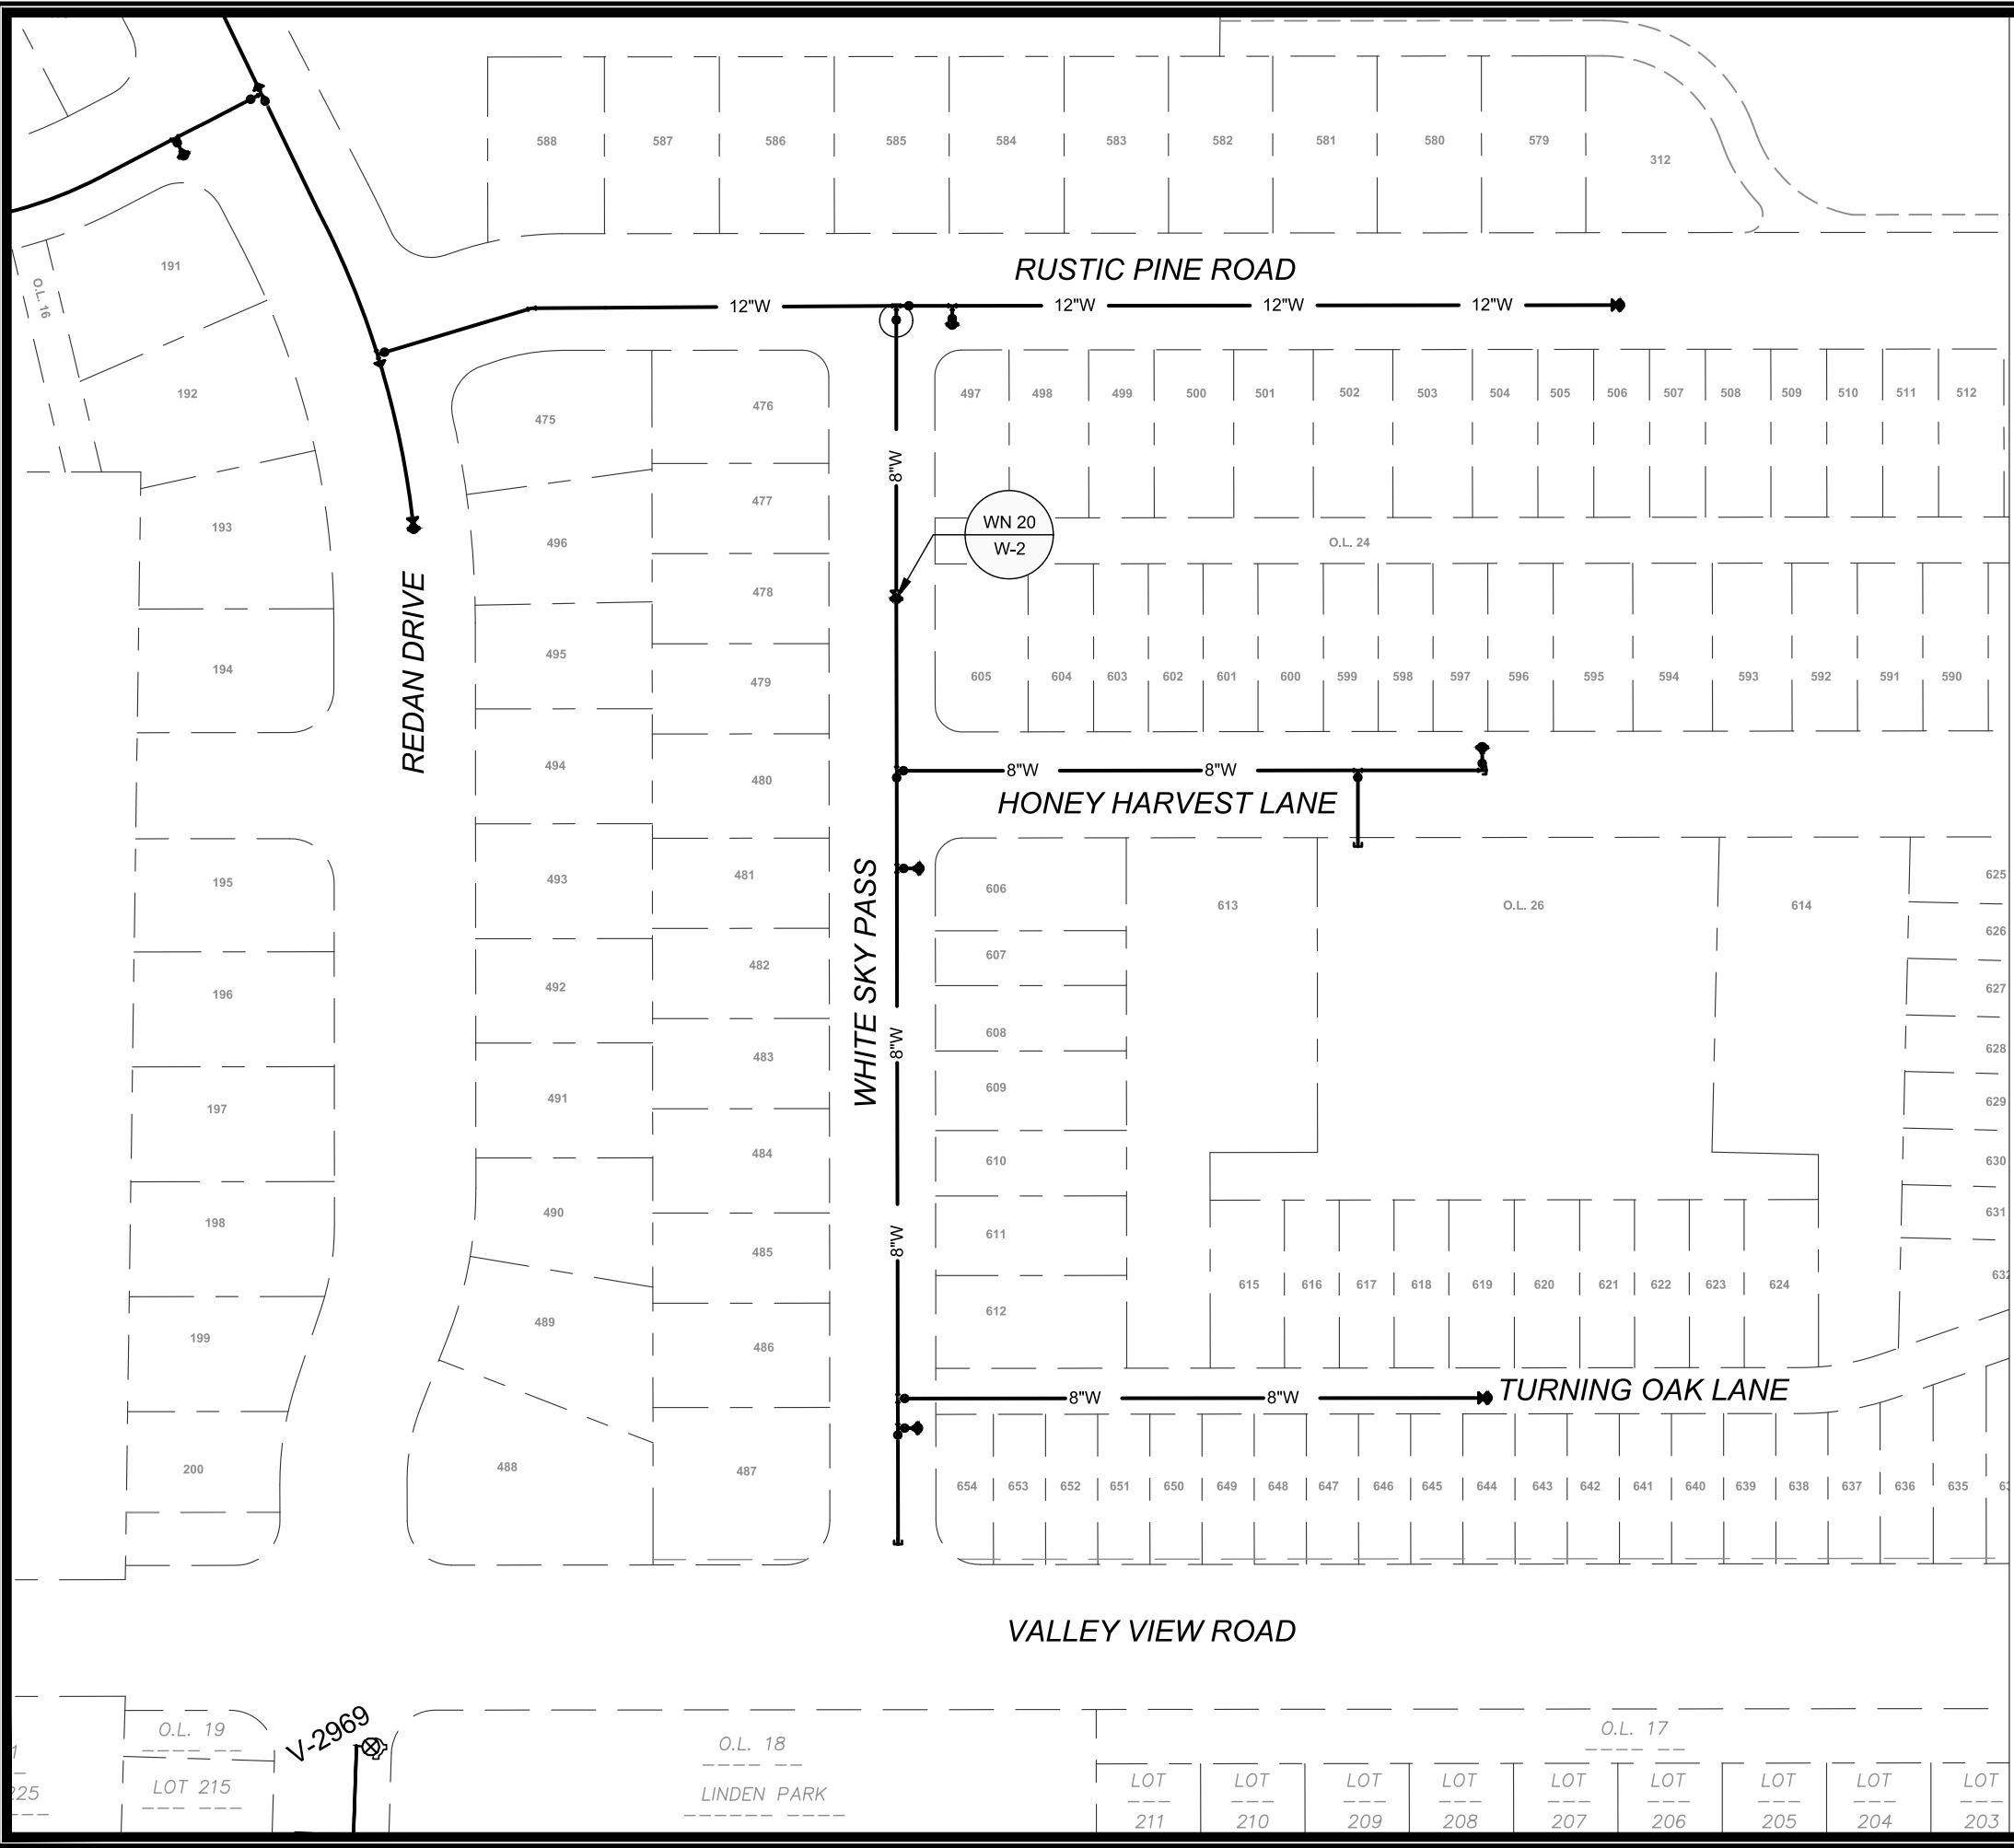 588 587 586 585 584 583 582 581 580 579
312
191
O.L. 16
RUSTIC PINE ROAD
12"W 12"W 12"W 12"W
192
475
476
497 498 499 500 501 502 503 504 505 506 507 508 509 510 511 512
8"W
477
193
496
WN 20
W-2
O.L. 24
478
REDAN DRIVE
194
495
479
605 604 603 602 601 600 599 598 597 596 595 594 593 592 591 590
494
480
8"W 8"W
HONEY HARVEST LANE
195
493
481
WHITE SKY PASS
606
613
O.L. 26
614
625
626
607
482
196
492
627
608
8"W
483
628
609
491
197
629
484
610
630
198
490
611
631
485
8"W
615 616 617 618 619 620 621 622 623 624
612
489
199
486
8"W 8"W
TURNING OAK LANE
200
488
487
654 653 652 651 650 649 648 647 646 645 644 643 642 641 640 639 638 637 636 635
VALLEY VIEW ROAD
V-2969
O.L. 19
LOT 215
O.L. 18
LINDEN PARK
O.L. 17
LOT LOT LOT LOT LOT LOT LOT LOT LOT
211 210 209 208 207 206 205 204 203